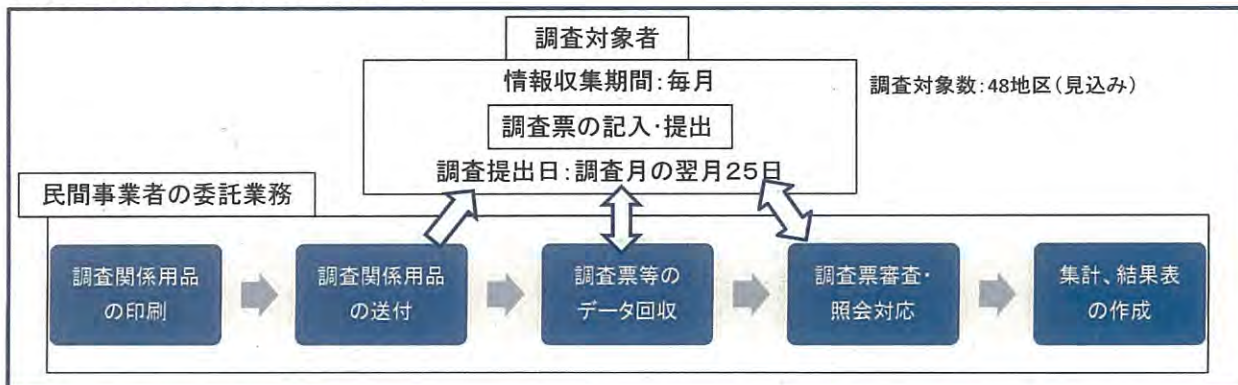 調査対象者
情報収集期間:毎月
調査対象数:48地区(見込み)
調査票の記入・提出
調査提出日:調査月の翌月25日
民間事業者の委託業務
調査関係用品
の印刷
調査関係用品
の送付
調査票等の
データ回収
調査票審査・
照会対応
集計、結果表
の作成